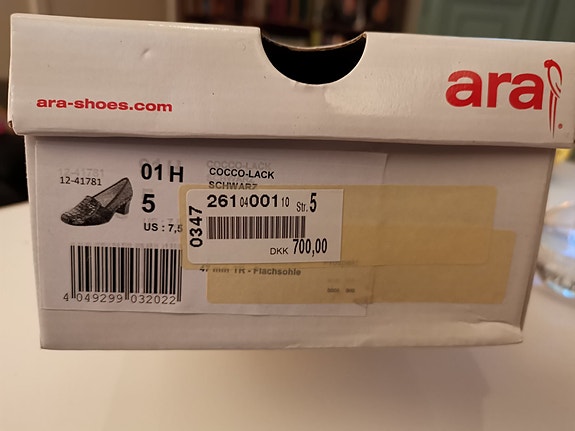 ara
ara-shoes.com
12-41781
01 H
COCCO-LACK
SCHWARZ
5
US : 7,5
0347
261 04 001 10 Str. 5
DKK 700,00
TR - Flachsohle
4 049299 032022